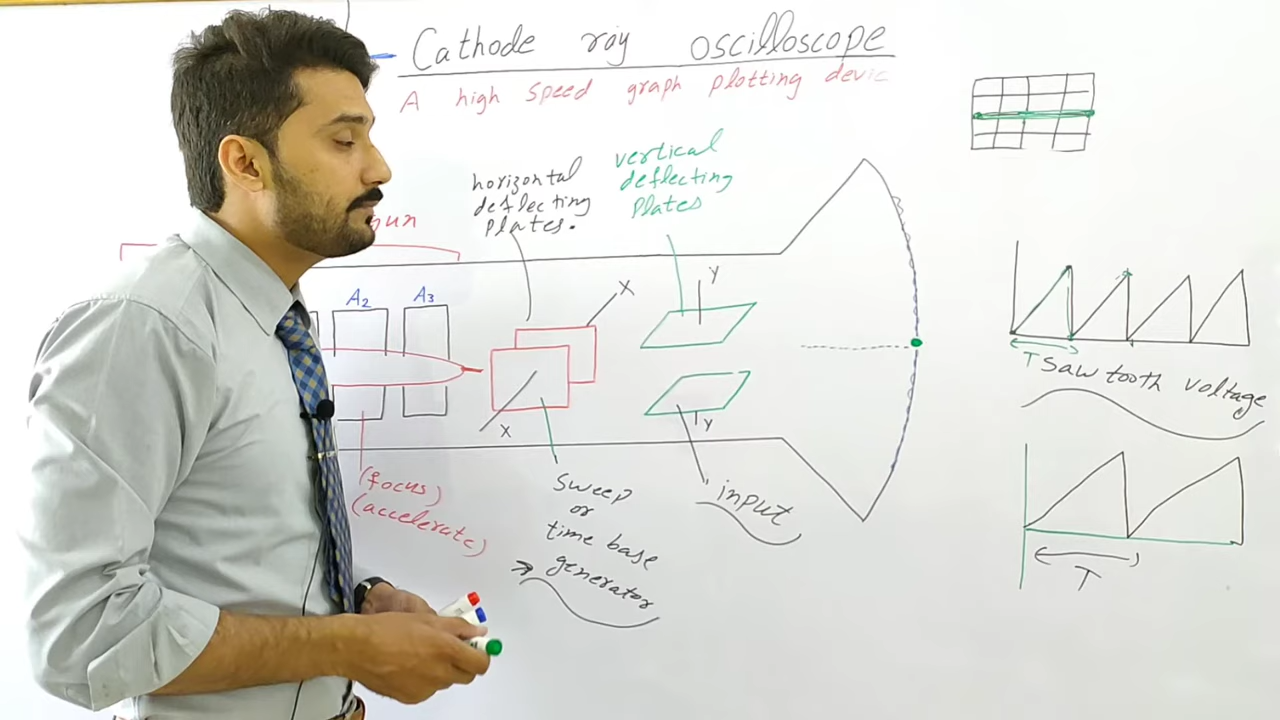 Cathode ray oscilloscope
A high speed graph plotting devic
horizontal
deflecting
plates.
vertical
deflecting
plates
gun
A2
A3
X
Y
X
Y
(focus)
(accelerate)
Sweep
or
time base
generator
input
T
Saw tooth voltage
T